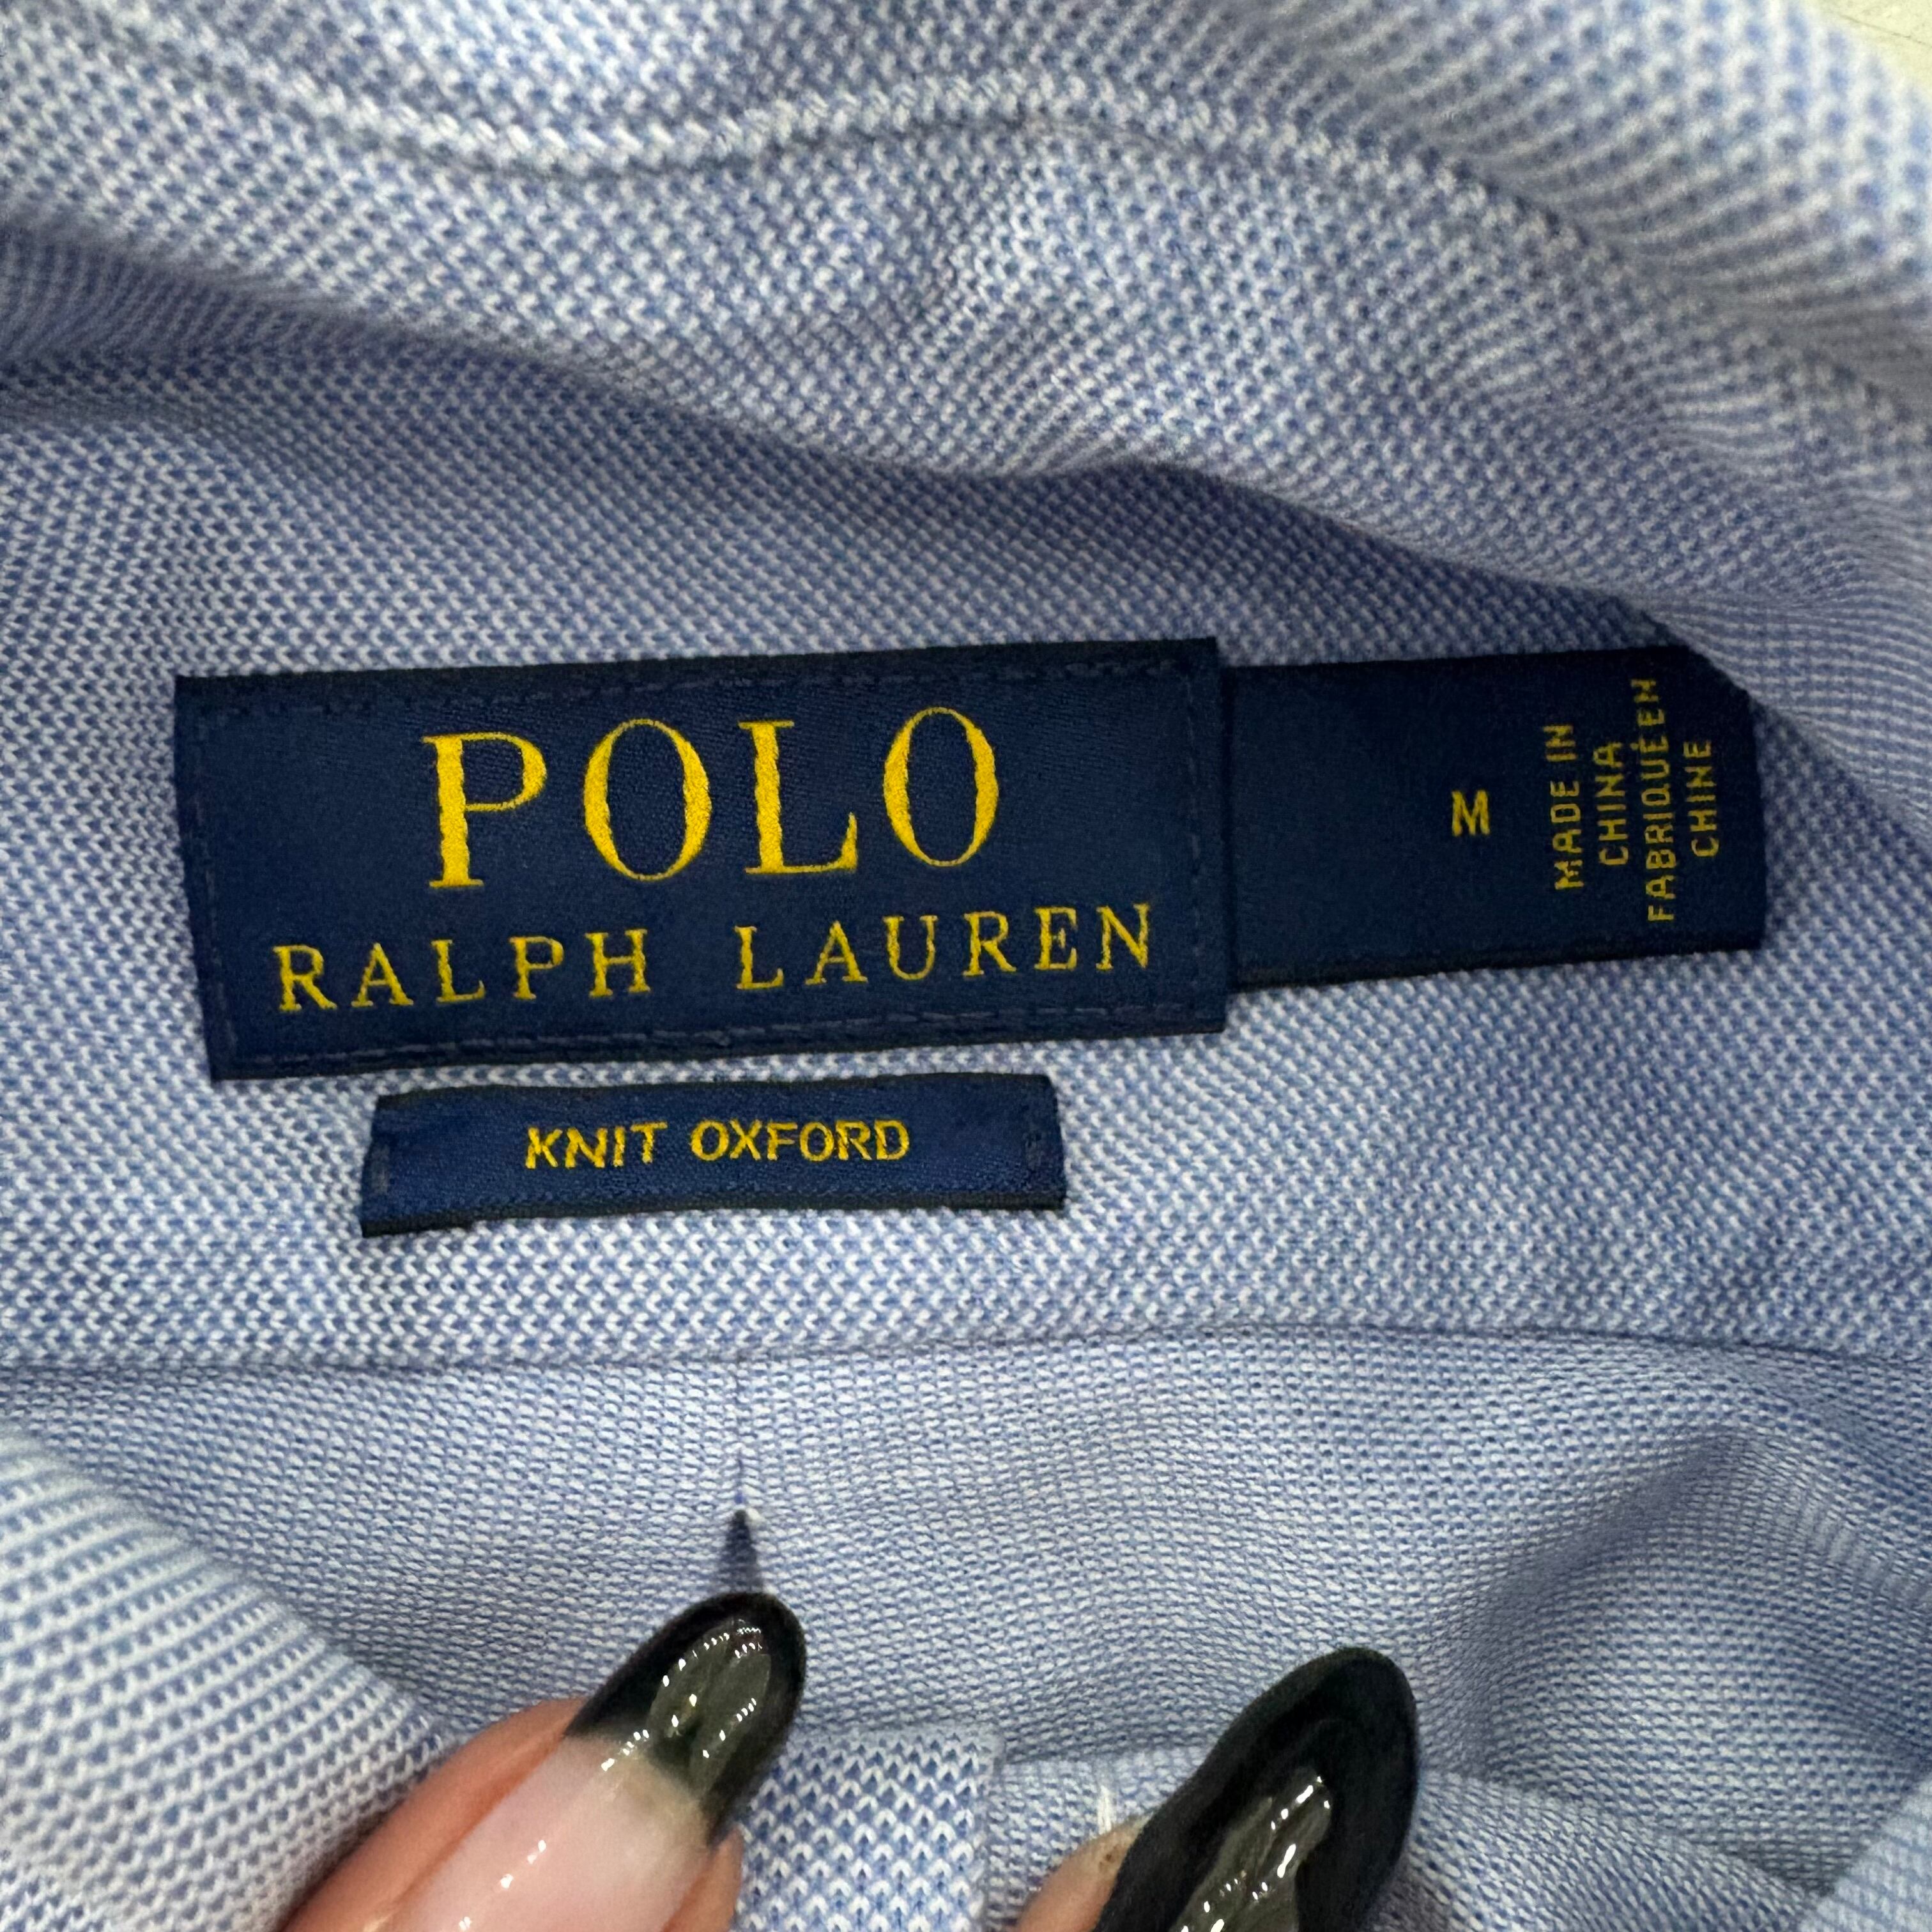 POLO
RALPH LAUREN
KNIT OXFORD
M
MADE IN
CHINA
FABRIQUÉ EN
CHINE